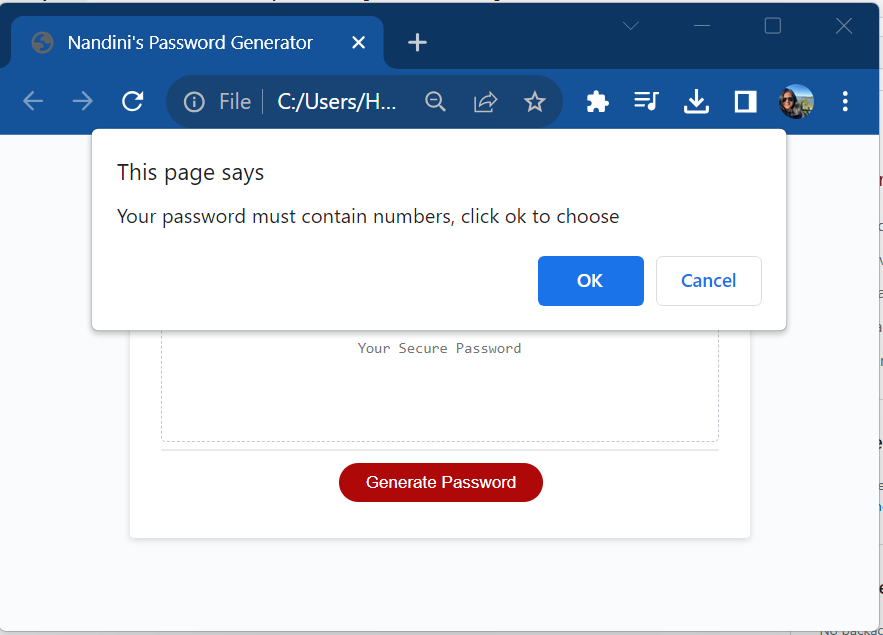 Nandini's Password Generator
File
C:/Users/H...
This page says
Your password must contain numbers, click ok to choose
OK
Cancel
Your Secure Password
Generate Password